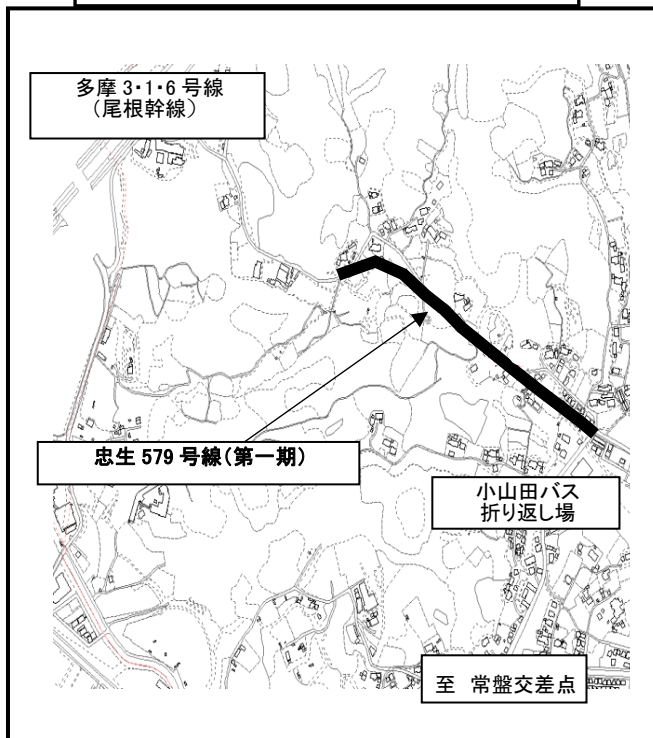 多摩 3・1・6 号線
（尾根幹線）
忠生 579 号線（第一期）
小山田バス
折り返し場
至 常盤交差点